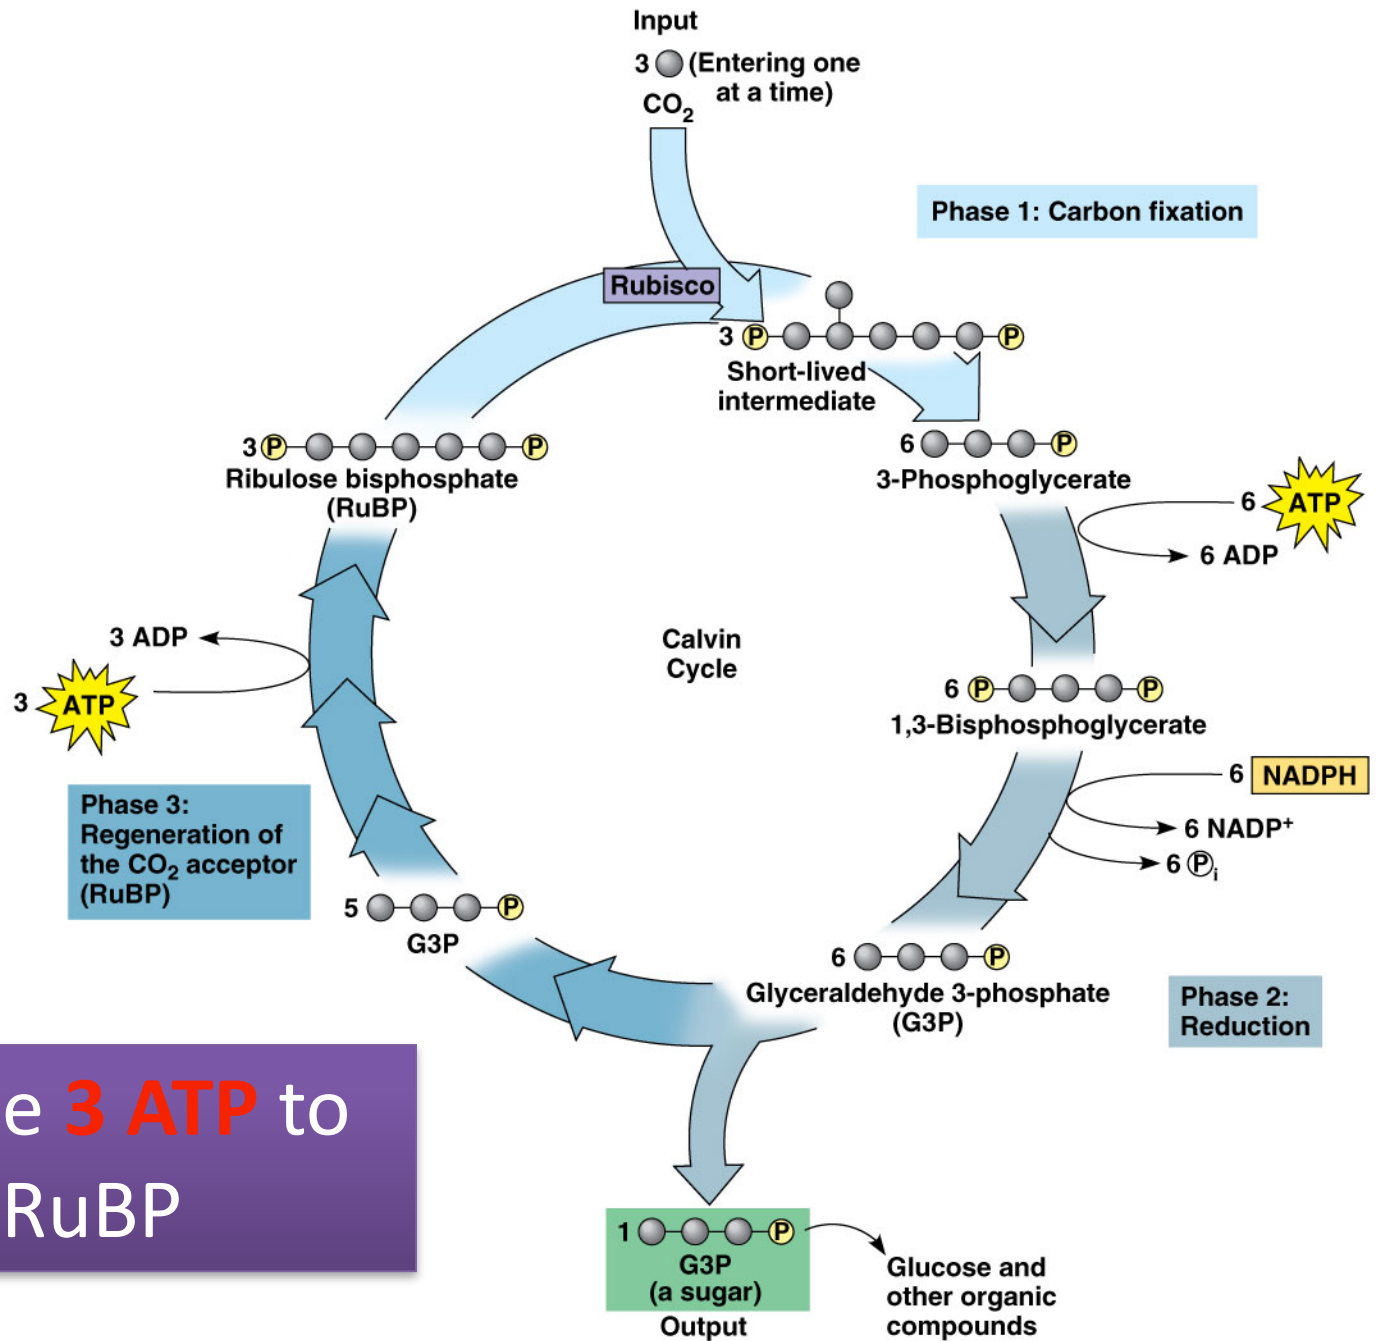 Input
3 (Entering one
at a time)
CO₂
Phase 1: Carbon fixation
Rubisco
3 P P
Short-lived
intermediate
3 P P
Ribulose bisphosphate
(RuBP)
6 P
3-Phosphoglycerate
6 ATP
6 ADP
3 ADP
3 ATP
Calvin
Cycle
6 P P
1,3-Bisphosphoglycerate
6 NADPH
6 NADP⁺
6 Pᵢ
Phase 3:
Regeneration of
the CO₂ acceptor
(RuBP)
5 P
G3P
6 P
Glyceraldehyde 3-phosphate
(G3P)
Phase 2:
Reduction
e 3 ATP to
RuBP
1 P
G3P
(a sugar)
Output
Glucose and
other organic
compounds